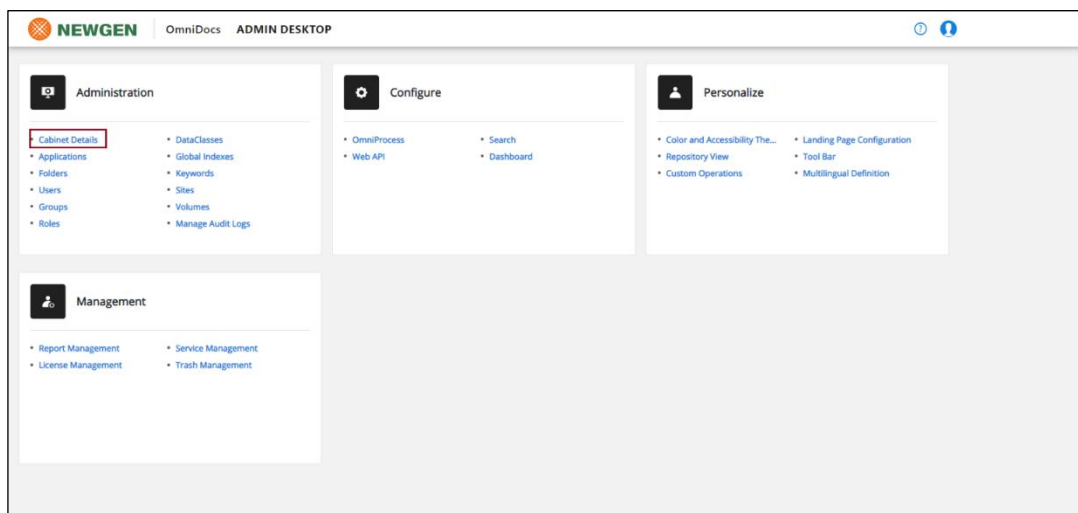 NEWGEN OmniDocs ADMIN DESKTOP
Administration
Cabinet Details
Applications
Folders
Users
Groups
Roles
DataClasses
Global Indexes
Keywords
Sites
Volumes
Manage Audit Logs
Configure
OmniProcess
Web API
Search
Dashboard
Personalize
Color and Accessibility The...
Repository View
Custom Operations
Landing Page Configuration
Tool Bar
Multilingual Definition
Management
Report Management
License Management
Service Management
Trash Management